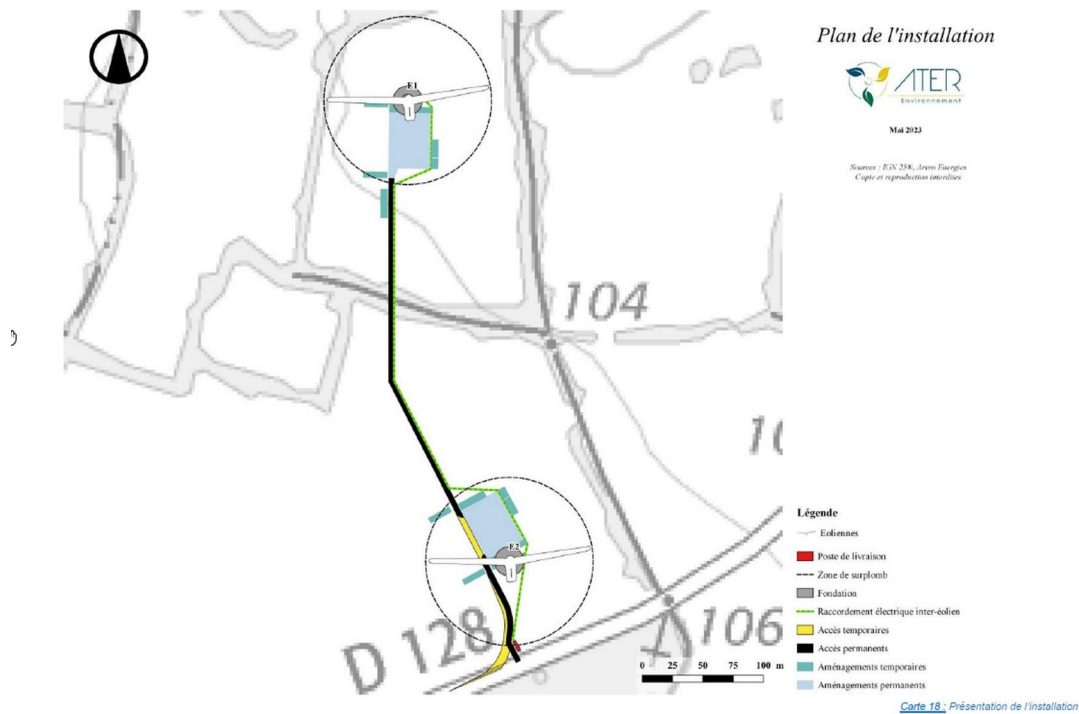 Plan de l'installation
ATER
Environnement
Mai 2023
Sources : IGN 25®, Arem Energies
Copie et reproduction interdites
E1
104
10
E2
D 128
106
0 25 50 75 100 m
Légende
Eoliennes
Poste de livraison
Zone de surplomb
Fondation
Raccordement électrique inter-éolien
Accès temporaires
Accès permanents
Aménagements temporaires
Aménagements permanents
Carte 18 : Présentation de l'installation